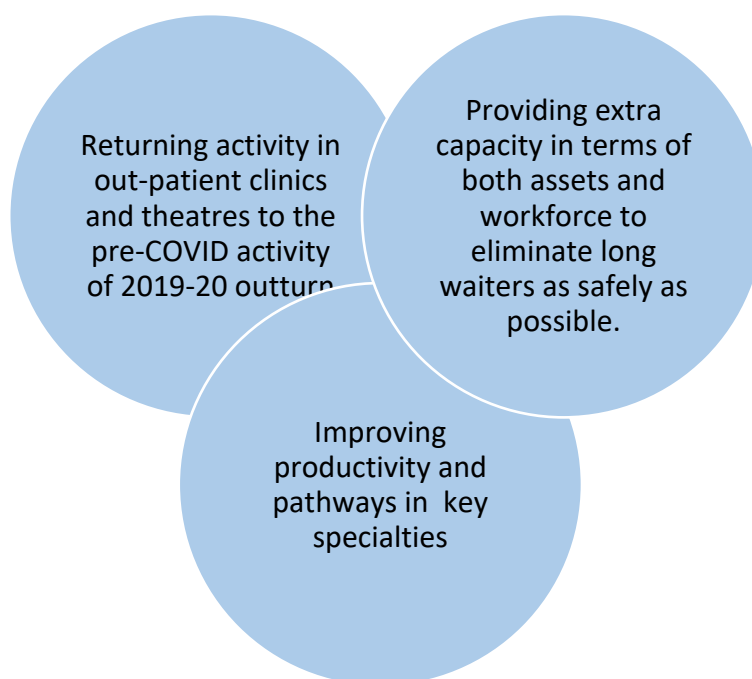 Returning activity in
out-patient clinics
and theatres to the
pre-COVID activity
of 2019-20 outturn
Providing extra
capacity in terms of
both assets and
workforce to
eliminate long
waiters as safely as
possible.
Improving
productivity and
pathways in  key
specialties